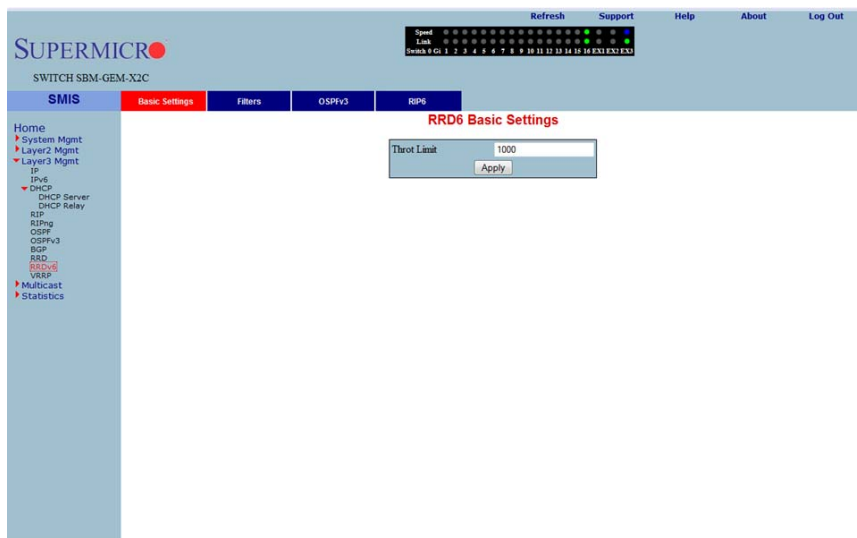 Refresh Support Help About Log Out
SUPERMICRO
Speed
Link
Switch 0 Gi 1 2 3 4 5 6 7 8 9 10 11 12 13 14 15 16 EX1 EX2 EX3
SWITCH SBM-GEM-X2C
SMIS Basic Settings Filters OSPFv3 RIP6
RRD6 Basic Settings
Throt Limit 1000
Apply
Home
System Mgmt
Layer2 Mgmt
Layer3 Mgmt
IP
IPv6
DHCP
DHCP Server
DHCP Relay
RIP
RIPng
OSPF
OSPFv3
BGP
RRD
RRDv6
VRRP
Multicast
Statistics